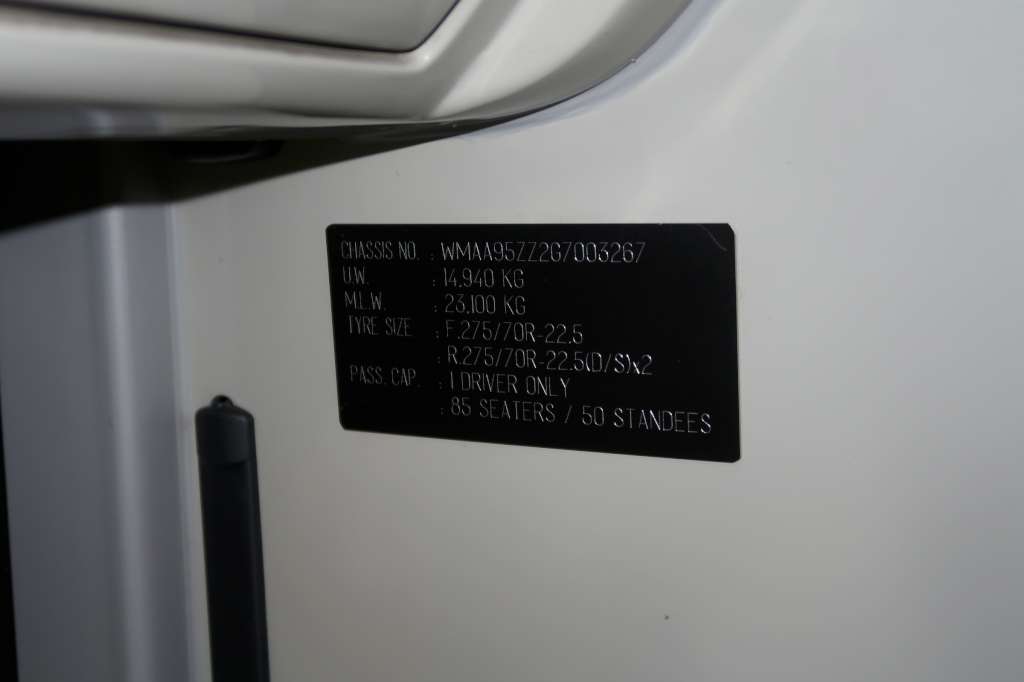 CHASSIS NO. : WMAA95ZZ2G7003267
U.W. : 14,940 KG
M.L.W. : 23,100 KG
TYRE SIZE : F.275/70R-22.5
: R.275/70R-22.5(D/S)x2
PASS. CAP. : 1 DRIVER ONLY
: 85 SEATERS / 50 STANDEES